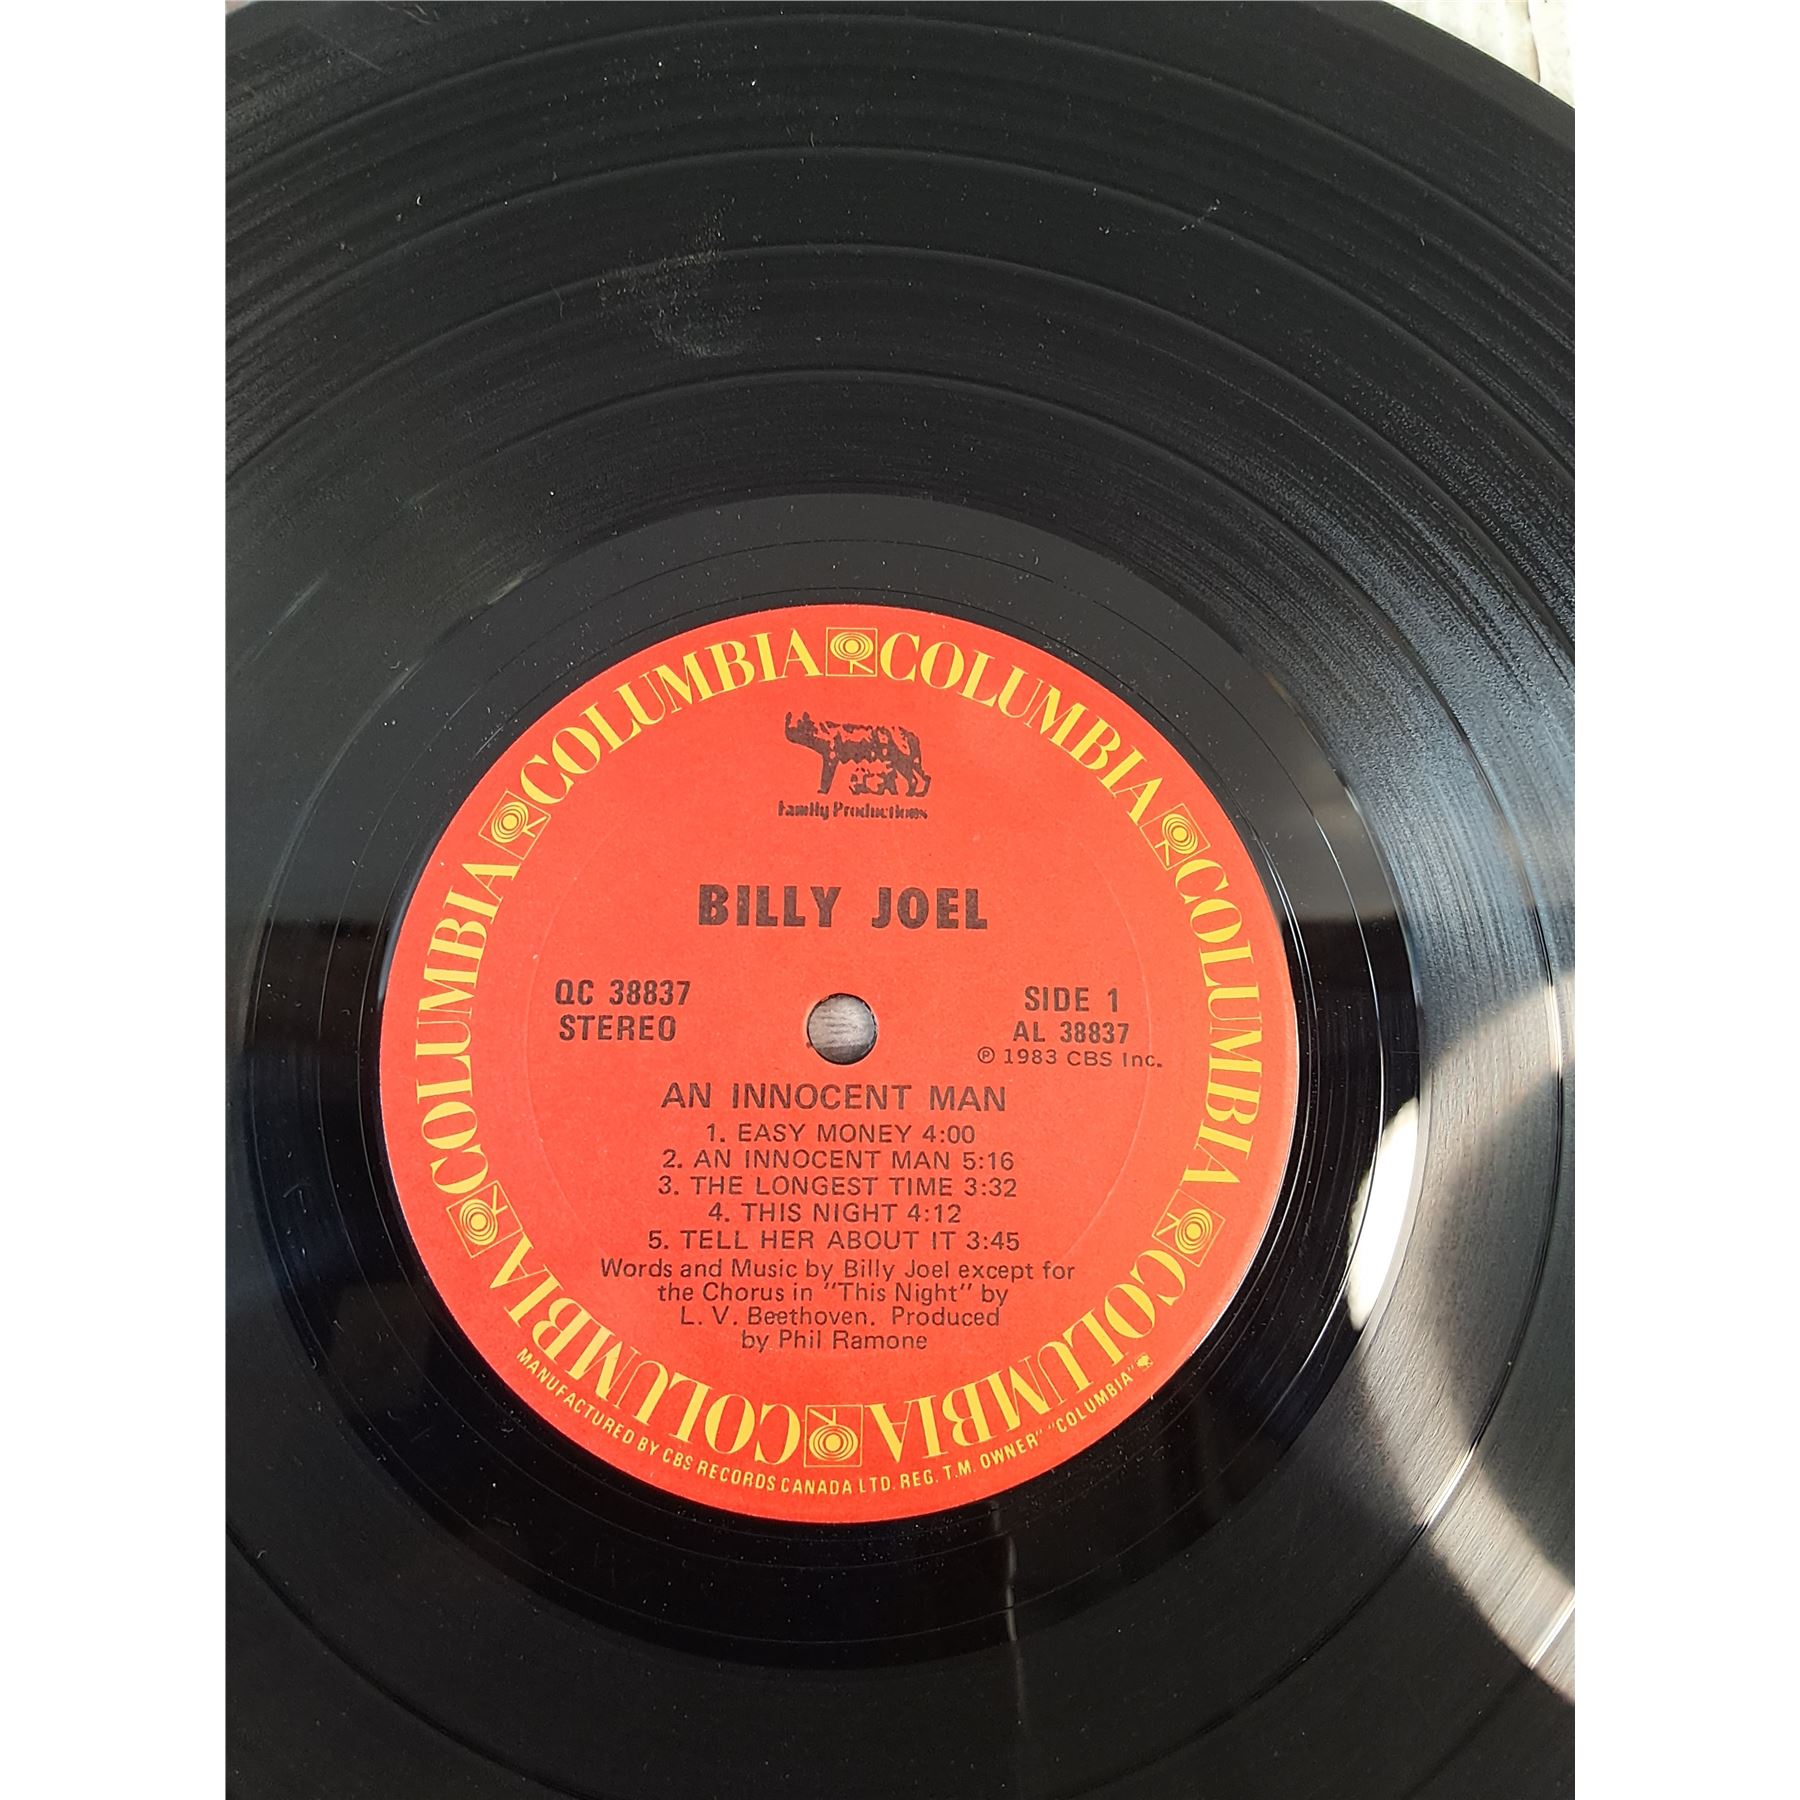 COLUMBIA COLUMBIA COLUMBIA COLUMBIA COLUMBIA COLUMBIA
Family Productions
BILLY JOEL
QC 38837
STEREO
SIDE 1
AL 38837
℗ 1983 CBS Inc.
AN INNOCENT MAN
1. EASY MONEY 4:00
2. AN INNOCENT MAN 5:16
3. THE LONGEST TIME 3:32
4. THIS NIGHT 4:12
5. TELL HER ABOUT IT 3:45
Words and Music by Billy Joel except for
the Chorus in "This Night" by
L. V. Beethoven. Produced
by Phil Ramone
MANUFACTURED BY CBS RECORDS CANADA LTD. REG. T.M. OWNER" "COLUMBIA"